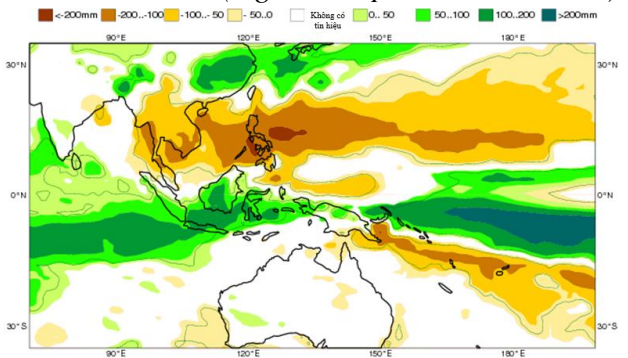 <-200mm -200..-100 -100..- 50 - 50..0 Không có tín hiệu 0.. 50 50..100 100..200 >200mm
90°E 120°E 150°E 180°E
30°N 30°N
0°N 0°N
30°S 30°S
90°E 120°E 150°E 180°E